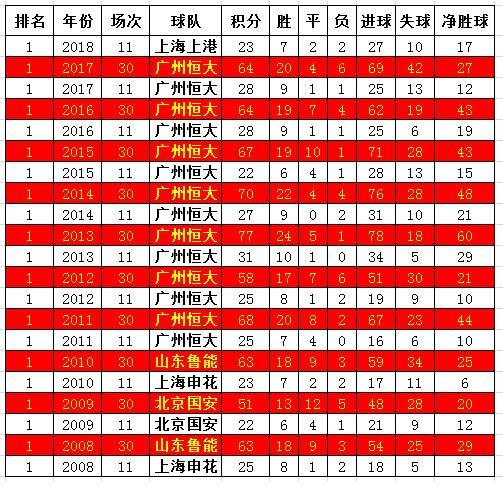 排名 年份 场次 球队 积分 胜 平 负 进球 失球 净胜球
1 2018 11 上海上港 23 7 2 2 27 10 17
1 2017 30 广州恒大 64 20 4 6 69 42 27
1 2017 11 广州恒大 28 9 1 1 25 13 12
1 2016 30 广州恒大 64 19 7 4 62 19 43
1 2016 11 广州恒大 28 9 1 1 25 6 19
1 2015 30 广州恒大 67 19 10 1 71 28 43
1 2015 11 广州恒大 22 6 4 1 28 13 15
1 2014 30 广州恒大 70 22 4 4 76 28 48
1 2014 11 广州恒大 27 9 0 2 31 10 21
1 2013 30 广州恒大 77 24 5 1 78 18 60
1 2013 11 广州恒大 31 10 1 0 34 5 29
1 2012 30 广州恒大 58 17 7 6 51 30 21
1 2012 11 广州恒大 25 8 1 2 19 9 10
1 2011 30 广州恒大 68 20 8 2 67 23 44
1 2011 11 广州恒大 25 7 4 0 16 6 10
1 2010 30 山东鲁能 63 18 9 3 59 34 25
1 2010 11 上海申花 23 7 2 2 17 11 6
1 2009 30 北京国安 51 13 12 5 48 28 20
1 2009 11 北京国安 22 6 4 1 21 9 12
1 2008 30 山东鲁能 63 18 9 3 54 25 29
1 2008 11 上海申花 25 8 1 2 18 5 13